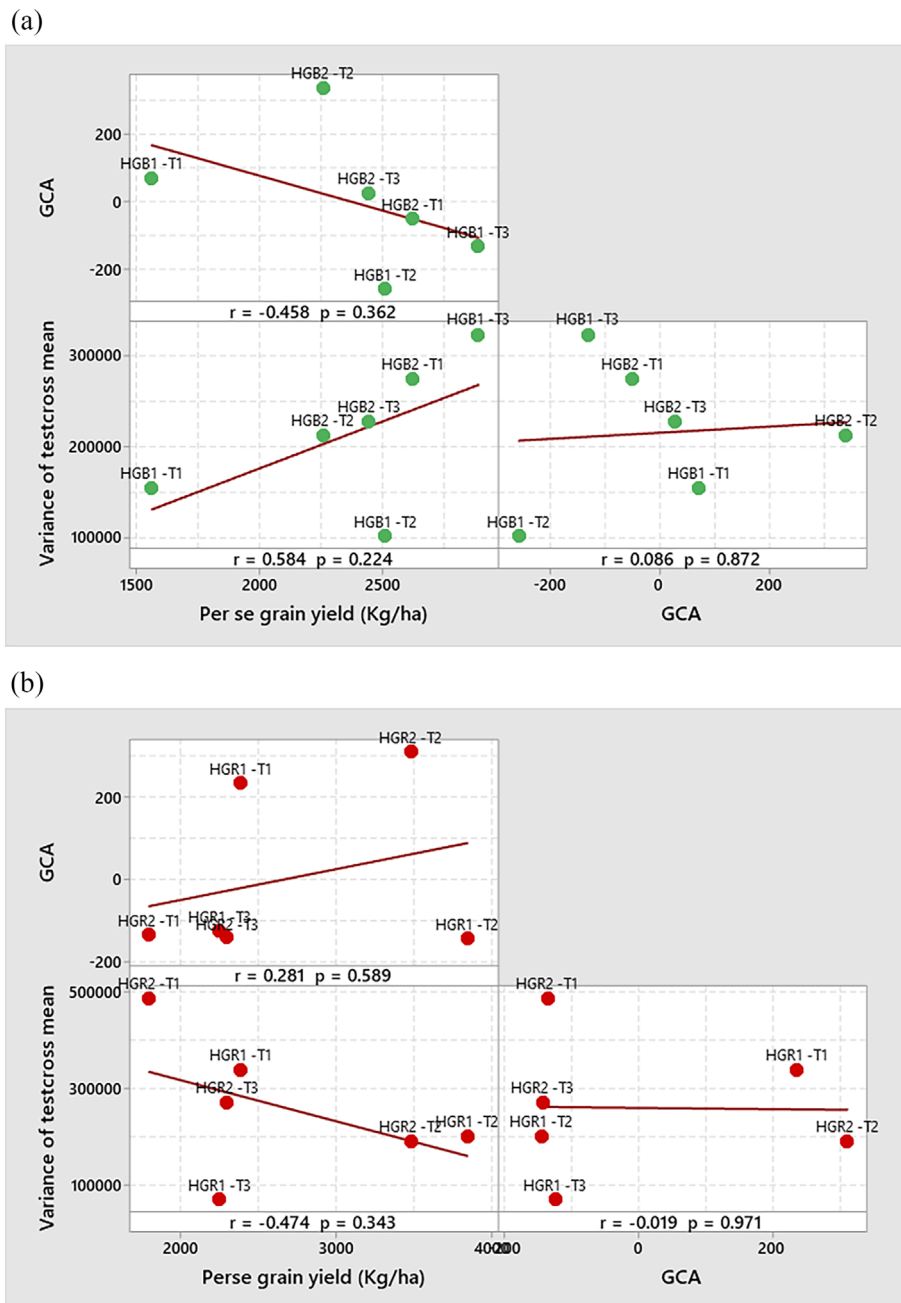 (a)
HGB2 -T2
200
HGB1 -T1
HGB2 -T3
GCA
0
HGB2 -T1
HGB1 -T3
-200
HGB1 -T2
r = -0.458 p = 0.362
HGB1 -T3
HGB1 -T3
300000
HGB2 -T1
HGB2 -T1
HGB2 -T3
HGB2 -T3
HGB2 -T2
HGB2 -T2
200000
HGB1 -T1
HGB1 -T1
HGB1 -T2
HGB1 -T2
100000
Variance of testcross mean
r = 0.584 p = 0.224
r = 0.086 p = 0.872
1500 2000 2500
-200 0 200
Per se grain yield (Kg/ha)
GCA
(b)
HGR2 -T2
HGR1 -T1
200
GCA
0
HGR2 -T1
HGR1 -T3
HGR2 -T3
HGR1 -T2
-200
r = 0.281 p = 0.589
HGR2 -T1
HGR2 -T1
500000
HGR1 -T1
HGR1 -T1
300000
HGR2 -T3
HGR2 -T3
HGR2 -T2
HGR1 -T2
HGR1 -T2
HGR2 -T2
100000
HGR1 -T3
HGR1 -T3
Variance of testcross mean
r = -0.474 p = 0.343
r = -0.019 p = 0.971
2000 3000 4000
-200 0 200
Perse grain yield (Kg/ha)
GCA